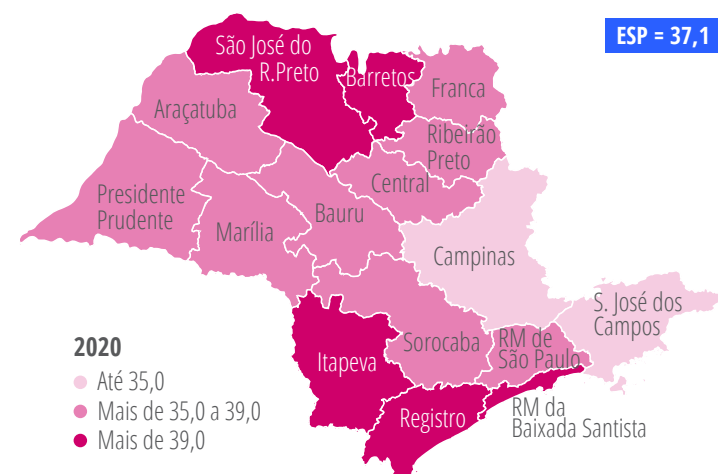 ESP = 37,1
São José do
R.Preto
Barretos
Franca
Araçatuba
Ribeirão
Preto
Central
Presidente
Prudente
Bauru
Marília
Campinas
S. José dos
Campos
Sorocaba
RM de
São Paulo
Itapeva
Registro
RM da
Baixada Santista
2020
Até 35,0
Mais de 35,0 a 39,0
Mais de 39,0